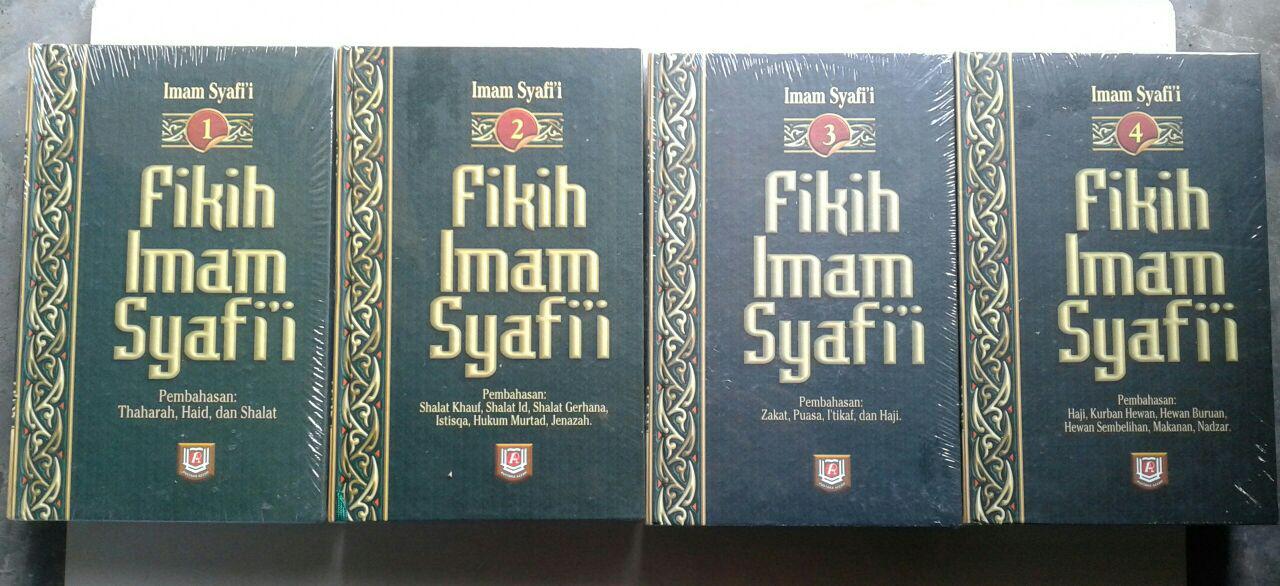 Imam Syafi'i
1
Fikih
Imam
Syafi'i
Pembahasan:
Thaharah, Haid, dan Shalat
Imam Syafi'i
2
Fikih
Imam
Syafi'i
Pembahasan:
Shalat Khauf, Shalat Id, Shalat Gerhana,
Istisqa, Hukum Murtad, Jenazah.
Imam Syafi'i
3
Fikih
Imam
Syafi'i
Pembahasan:
Zakat, Puasa, I'tikaf, dan Haji.
Imam Syafi'i
4
Fikih
Imam
Syafi'i
Pembahasan:
Haji, Kurban Hewan, Hewan Buruan,
Hewan Sembelihan, Makanan, Nadzar.